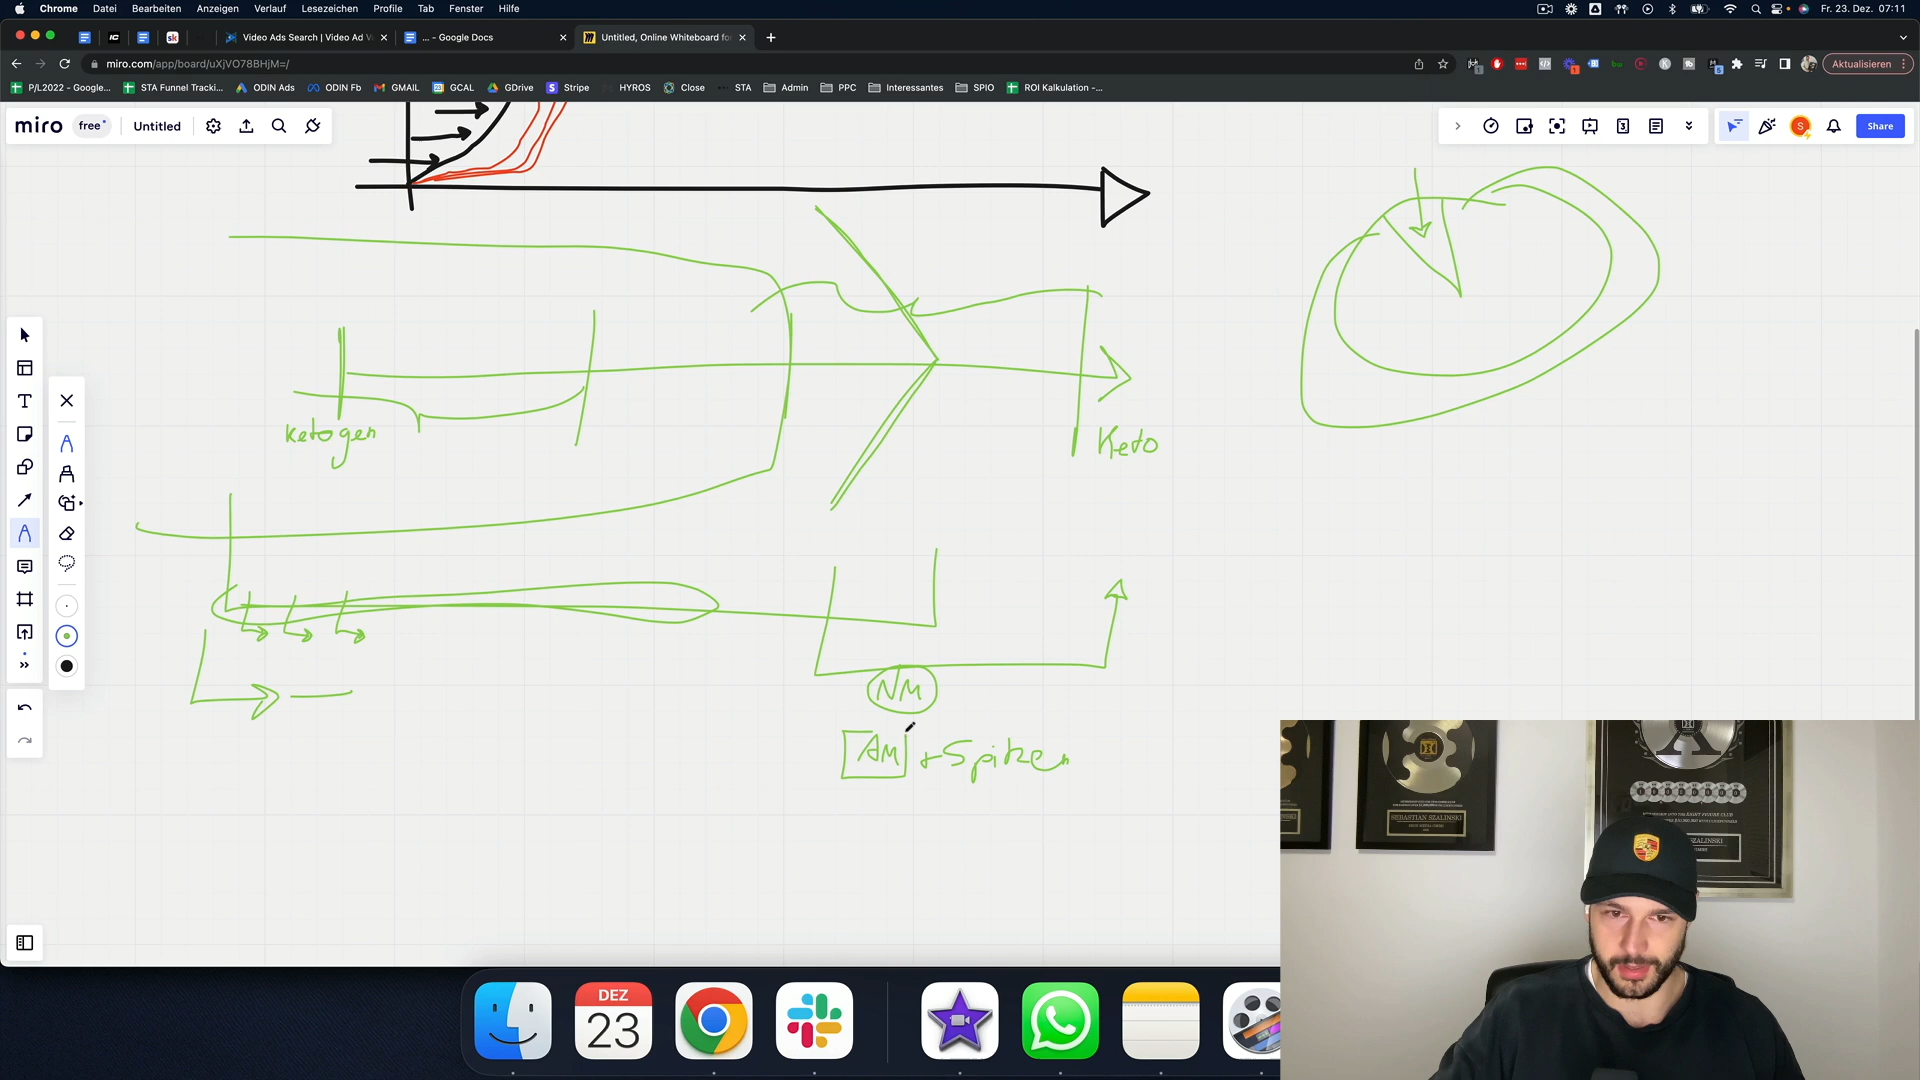 Chrome Datei Bearbeiten Anzeigen Verlauf Lesezeichen Profile Tab Fenster Hilfe Fr. 23. Dez. 07:11
Video Ads Search | Video Ad V
... - Google Docs
Untitled, Online Whiteboard fo
miro.com/app/board/uXjVO78BHjM=/
Aktualisieren
P/L2022 - Google... STA Funnel Tracki... ODIN Ads ODIN Fb GMAIL GCAL GDrive Stripe HYROS Close STA Admin PPC Interessantes SPIO ROI Kalkulation -...
miro free Untitled
Share
Ketogen
Keto
NM
AM + Spitzen
SEBASTIAN SZALINSKI
SZALINSKI
DEZ
23